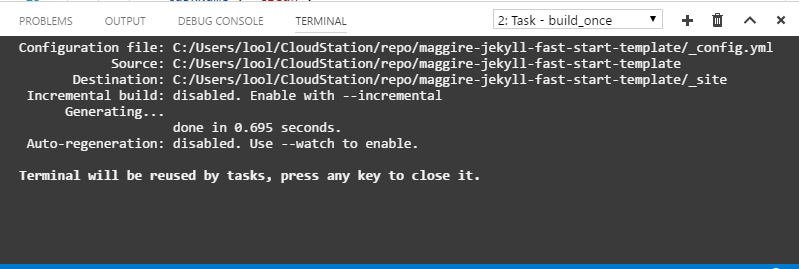 PROBLEMS OUTPUT DEBUG CONSOLE TERMINAL 2: Task - build_once
Configuration file: C:/Users/lool/CloudStation/repo/maggire-jekyll-fast-start-template/_config.yml
Source: C:/Users/lool/CloudStation/repo/maggire-jekyll-fast-start-template
Destination: C:/Users/lool/CloudStation/repo/maggire-jekyll-fast-start-template/_site
Incremental build: disabled. Enable with --incremental
Generating...
done in 0.695 seconds.
Auto-regeneration: disabled. Use --watch to enable.
Terminal will be reused by tasks, press any key to close it.